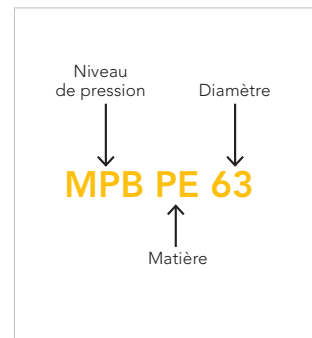 Niveau
de pression
Diamètre
MPB PE 63
Matière